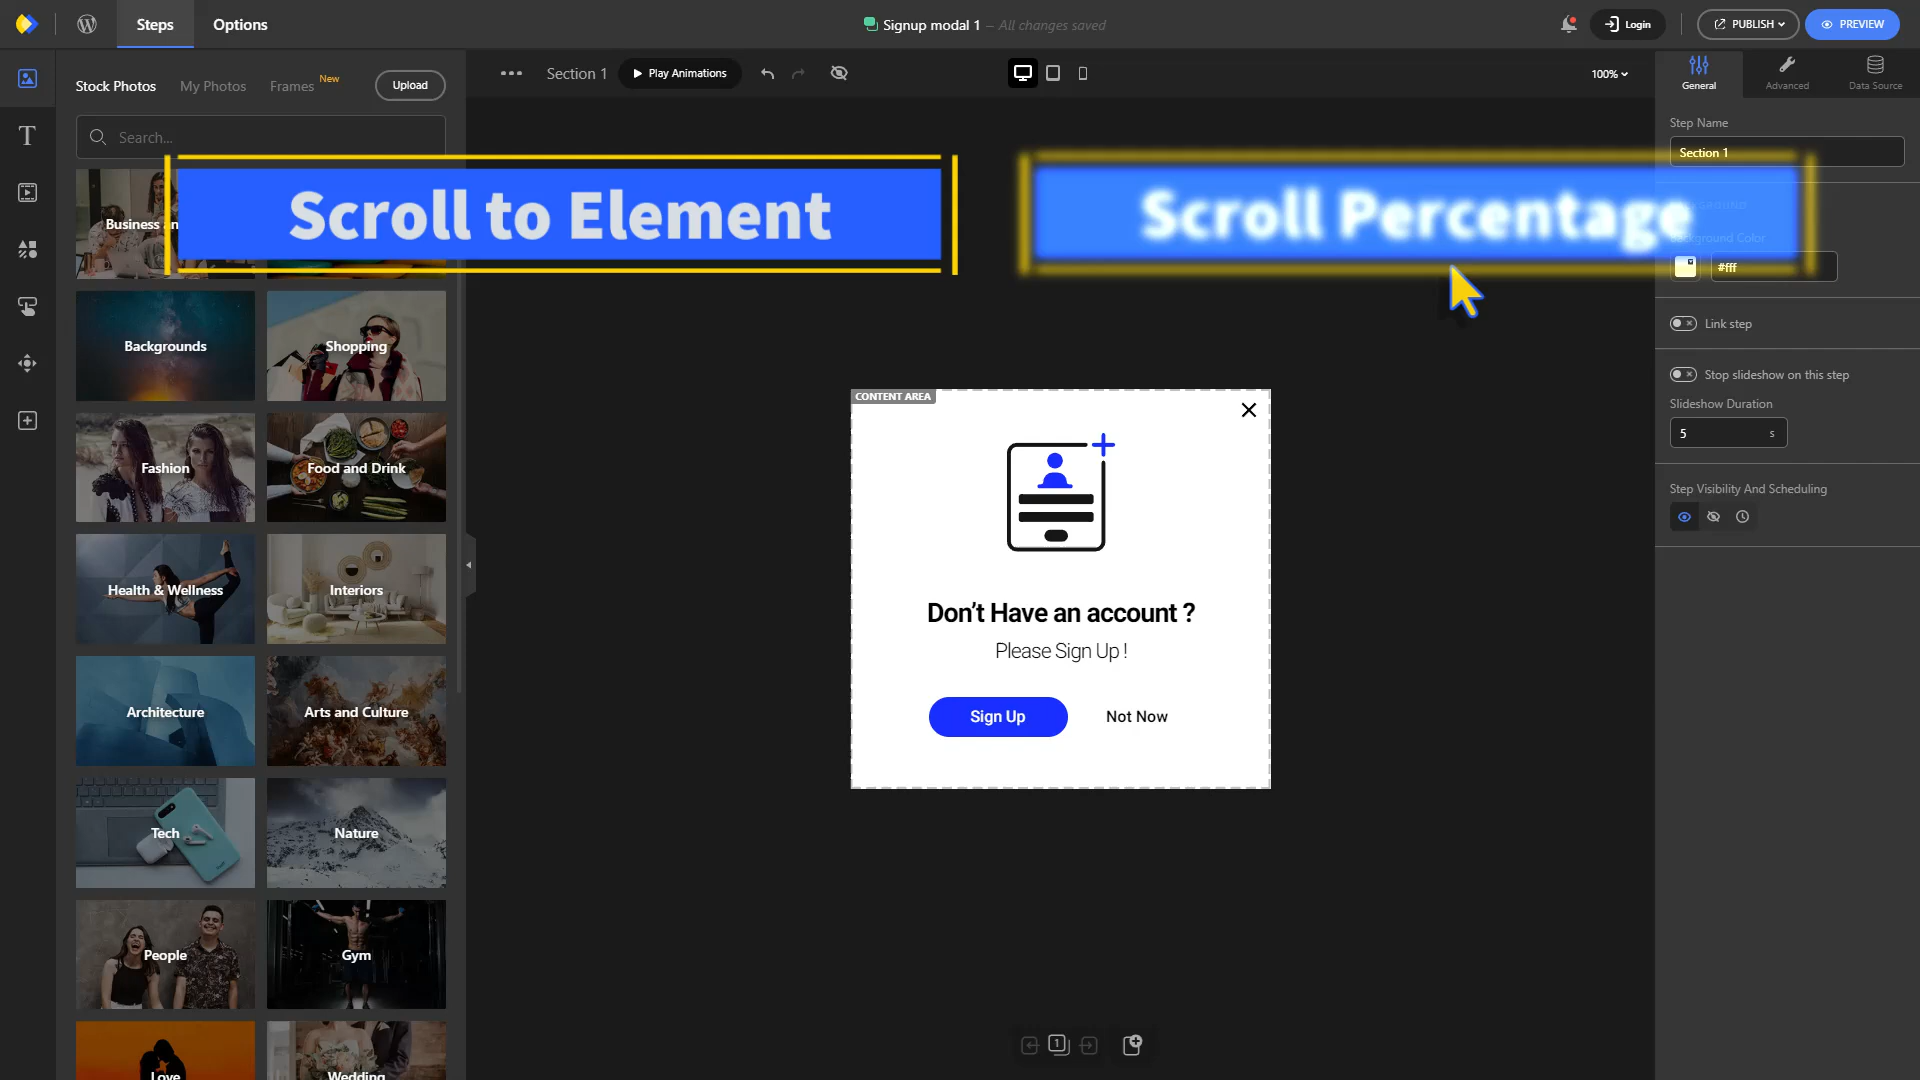 Steps
Options
Signup modal 1 – All changes saved
Login
PUBLISH
PREVIEW
Stock Photos
My Photos
Frames
New
Upload
Section 1
Play Animations
100%
General
Advanced
Data Source
Search...
Step Name
Section 1
Scroll to Element
Scroll Percentage
Business an
Background Color
#fff
Backgrounds
Shopping
Link step
Stop slideshow on this step
Slideshow Duration
5 s
CONTENT AREA
Fashion
Food and Drink
Step Visibility And Scheduling
Health & Wellness
Interiors
Don't Have an account ?
Please Sign Up !
Sign Up
Not Now
Architecture
Arts and Culture
Tech
Nature
People
Gym
1
Love
Wedding